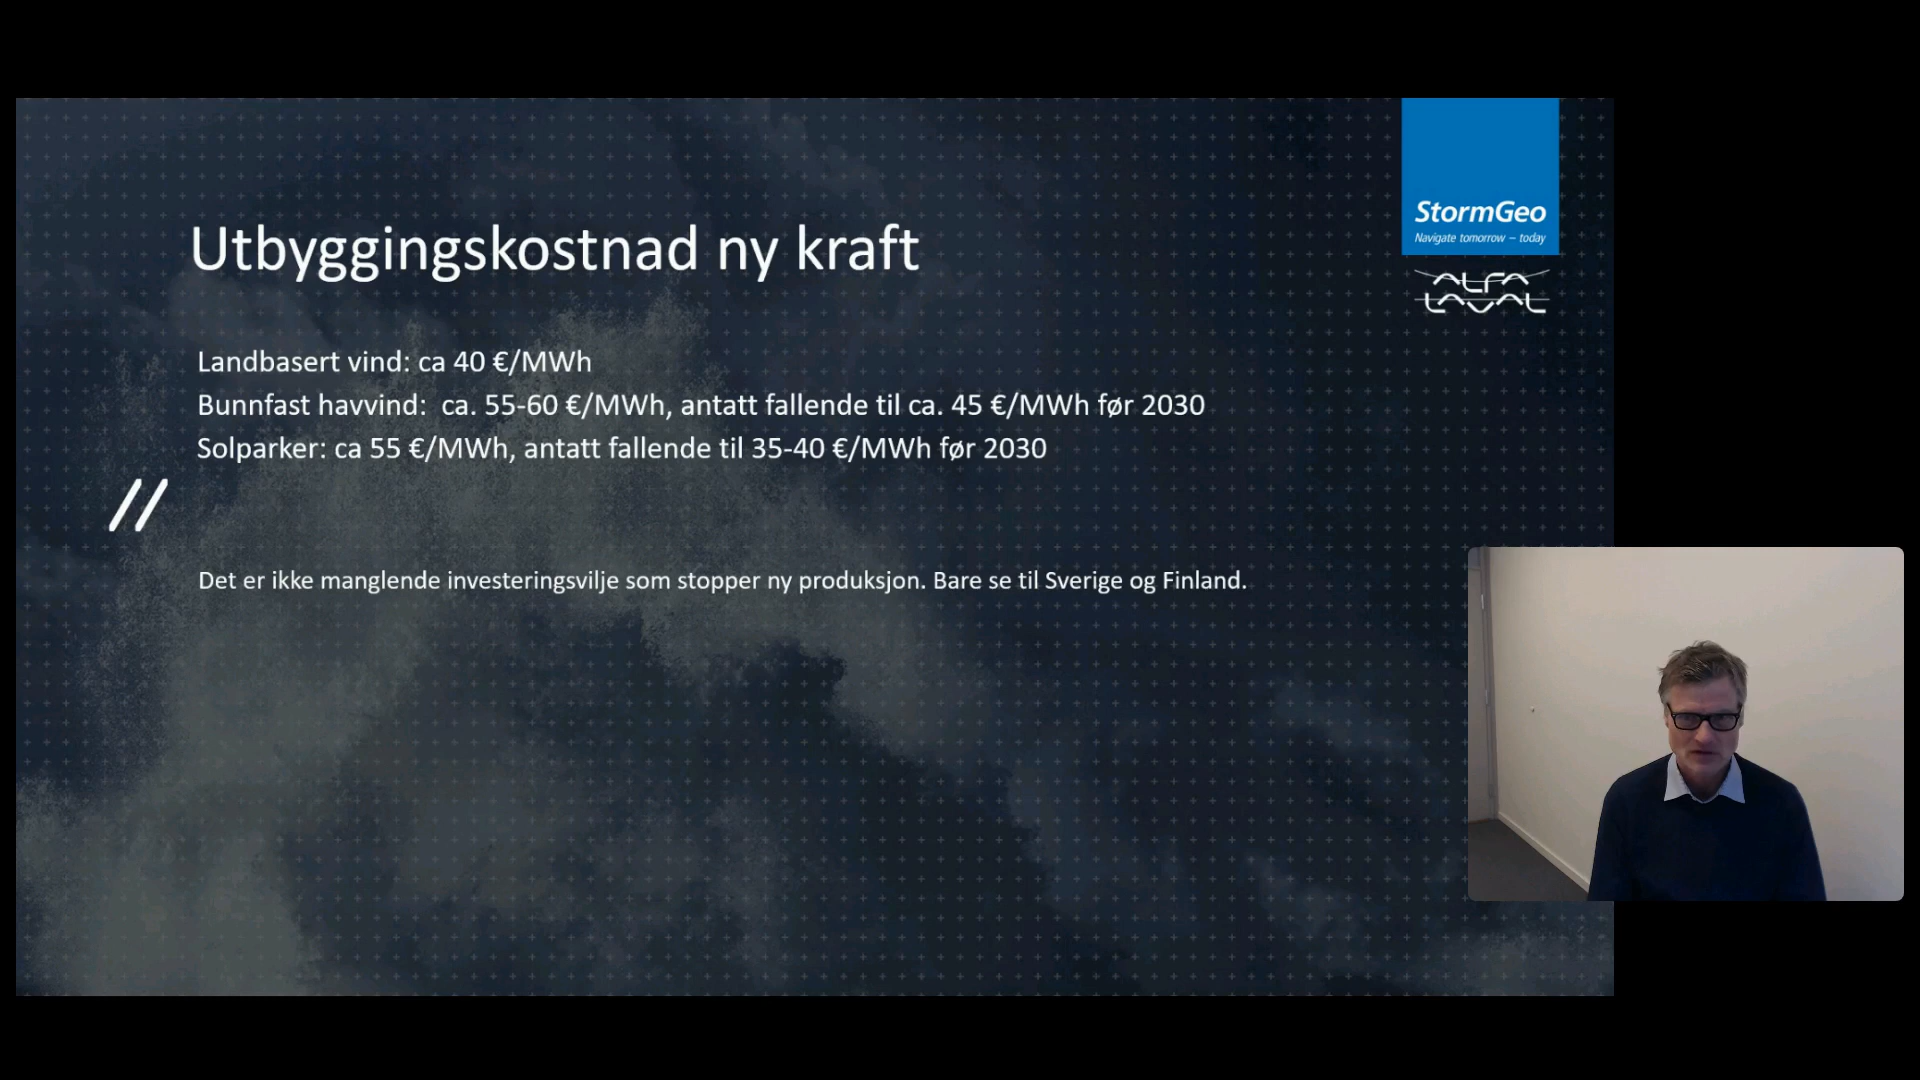 StormGeo
Navigate tomorrow – today
ALFA
LAVAL
Utbyggingskostnad ny kraft
Landbasert vind: ca 40 €/MWh
Bunnfast havvind:  ca. 55-60 €/MWh, antatt fallende til ca. 45 €/MWh før 2030
Solparker: ca 55 €/MWh, antatt fallende til 35-40 €/MWh før 2030
//
Det er ikke manglende investeringsvilje som stopper ny produksjon. Bare se til Sverige og Finland.